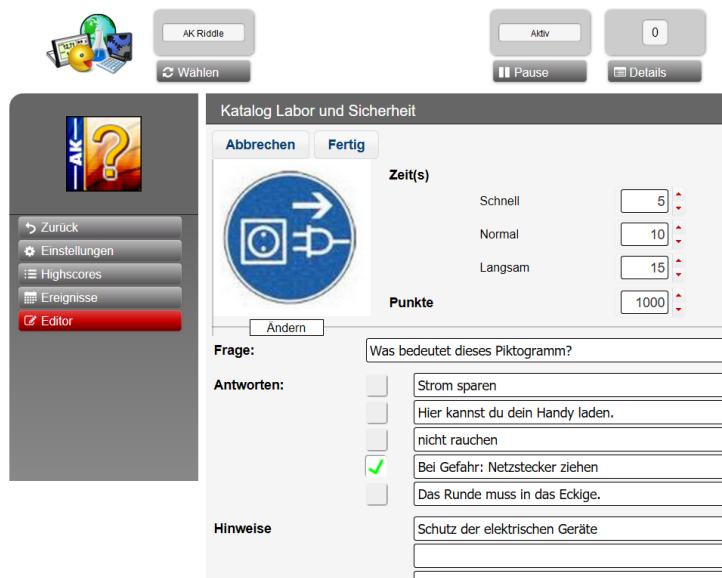 AK Riddle
Wählen
Aktiv
Pause
0
Details
AK
?
Zurück
Einstellungen
Highscores
Ereignisse
Editor
Katalog Labor und Sicherheit
Abbrechen Fertig
Zeit(s)
Schnell 5
Normal 10
Langsam 15
Punkte 1000
Ändern
Frage: Was bedeutet dieses Piktogramm?
Antworten: Strom sparen
Hier kannst du dein Handy laden.
nicht rauchen
Bei Gefahr: Netzstecker ziehen
Das Runde muss in das Eckige.
Hinweise Schutz der elektrischen Geräte